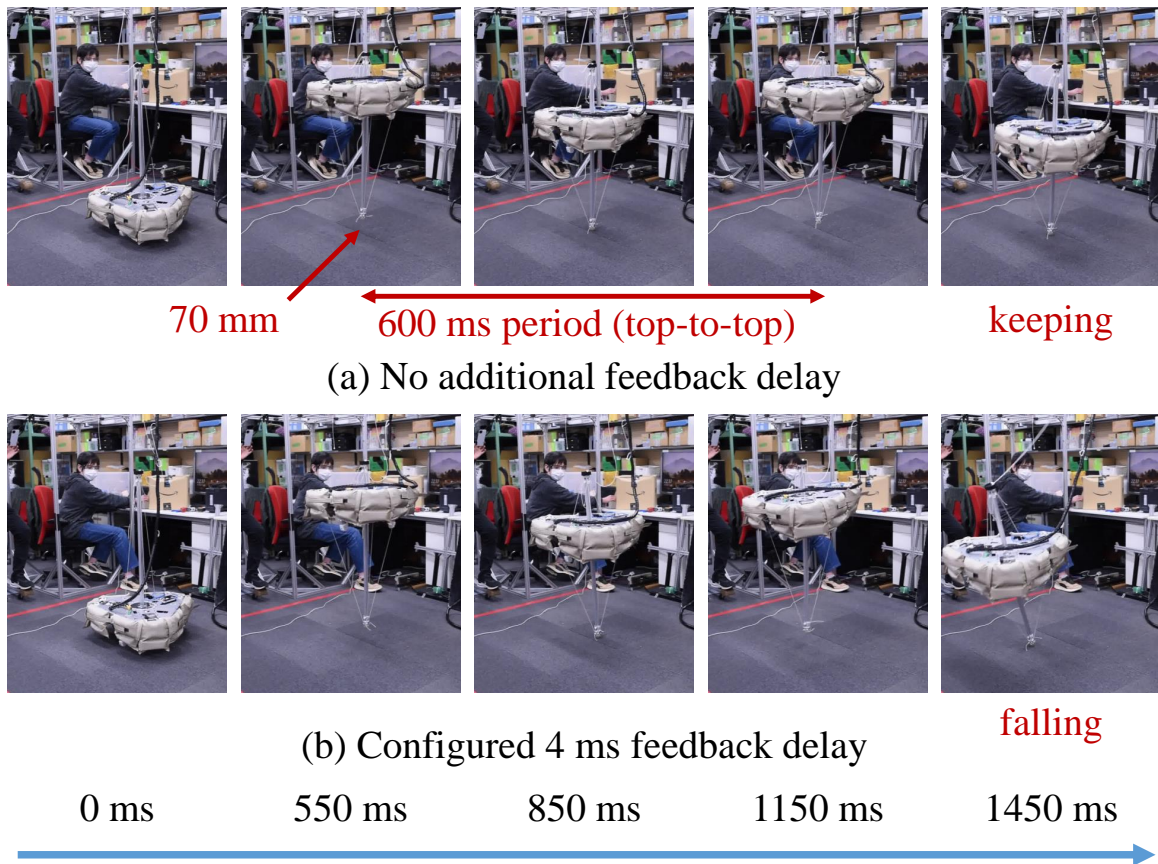 70 mm
600 ms period (top-to-top)
keeping
(a) No additional feedback delay
falling
(b) Configured 4 ms feedback delay
0 ms
550 ms
850 ms
1150 ms
1450 ms